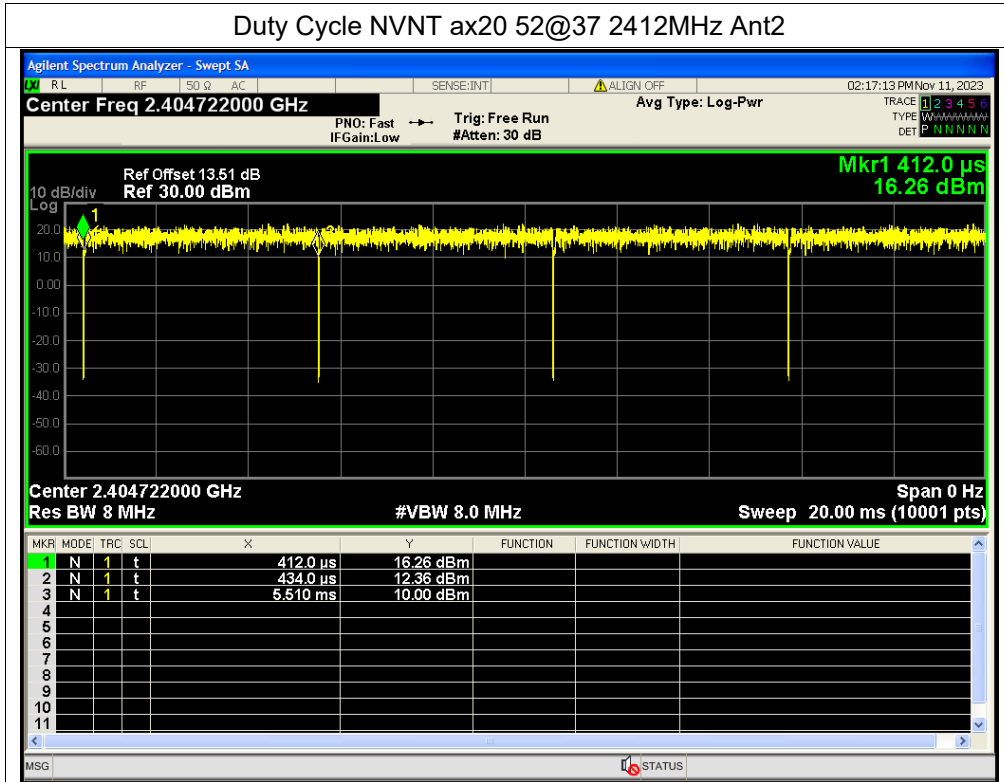 Duty Cycle NVNT ax20 52@37 2412MHz Ant2
Agilent Spectrum Analyzer - Swept SA
LXI RL RF 50 Ω AC SENSE:INT ALIGN OFF 02:17:13 PM Nov 11, 2023
Center Freq 2.404722000 GHz Avg Type: Log-Pwr TRACE 1 2 3 4 5 6
PNO: Fast Trig: Free Run TYPE WWWWWW
IFGain:Low #Atten: 30 dB DET P N N N N N
Mkr1 412.0 µs
16.26 dBm
Ref Offset 13.51 dB
10 dB/div Ref 30.00 dBm
Log
1
20.0
10.0
0.00
-10.0
-20.0
-30.0
-40.0
-50.0
-60.0
Center 2.404722000 GHz Span 0 Hz
Res BW 8 MHz #VBW 8.0 MHz Sweep 20.00 ms (10001 pts)
MKR MODE TRC SCL X Y FUNCTION FUNCTION WIDTH FUNCTION VALUE
1 N 1 t 412.0 µs 16.26 dBm
2 N 1 t 434.0 µs 12.36 dBm
3 N 1 t 5.510 ms 10.00 dBm
4
5
6
7
8
9
10
11
MSG STATUS